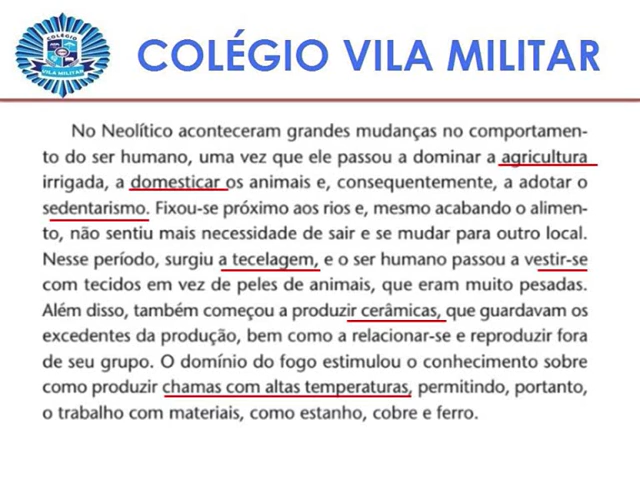 COLÉGIO
VILA MILITAR
COLÉGIO VILA MILITAR
No Neolítico aconteceram grandes mudanças no comportamen-
to do ser humano, uma vez que ele passou a dominar a agricultura
irrigada, a domesticar os animais e, consequentemente, a adotar o
sedentarismo. Fixou-se próximo aos rios e, mesmo acabando o alimen-
to, não sentiu mais necessidade de sair e se mudar para outro local.
Nesse período, surgiu a tecelagem, e o ser humano passou a vestir-se
com tecidos em vez de peles de animais, que eram muito pesadas.
Além disso, também começou a produzir cerâmicas, que guardavam os
excedentes da produção, bem como a relacionar-se e reproduzir fora
de seu grupo. O domínio do fogo estimulou o conhecimento sobre
como produzir chamas com altas temperaturas, permitindo, portanto,
o trabalho com materiais, como estanho, cobre e ferro.